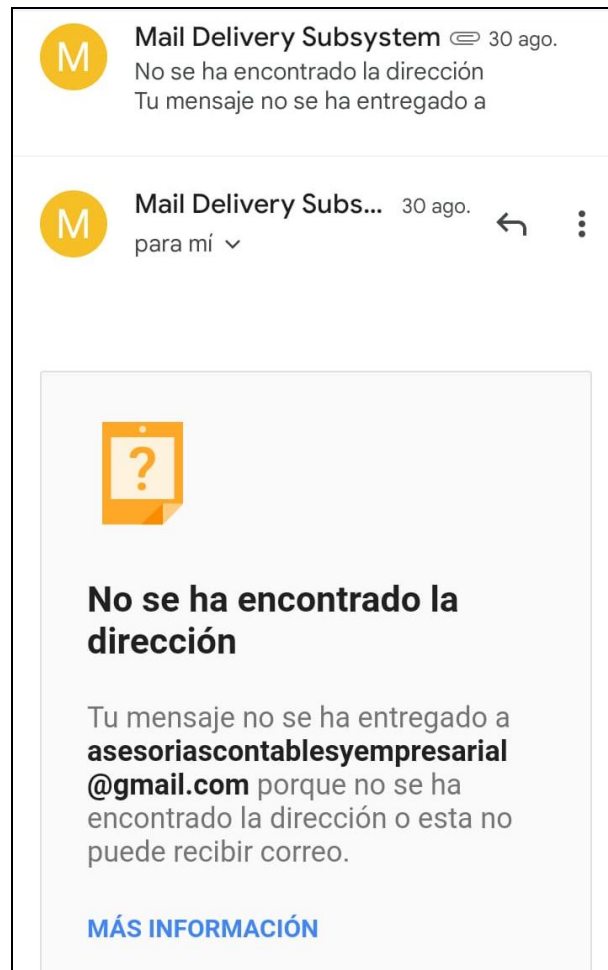 M
Mail Delivery Subsystem 30 ago.
No se ha encontrado la dirección
Tu mensaje no se ha entregado a
M
Mail Delivery Subs... 30 ago.
para mí
?
No se ha encontrado la
dirección
Tu mensaje no se ha entregado a
asesoriascontablesyempresarial
@gmail.com porque no se ha
encontrado la dirección o esta no
puede recibir correo.
MÁS INFORMACIÓN